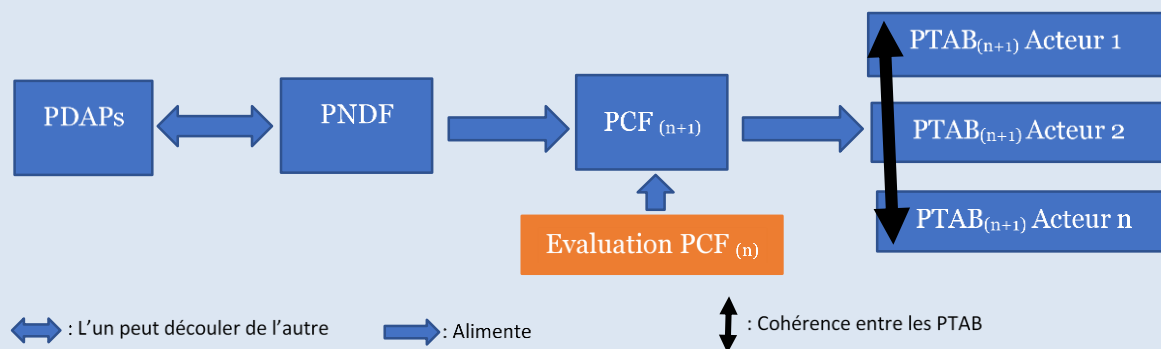 PDAPs
PNDF
PCF (n+1)
PTAB(n+1) Acteur 1
PTAB(n+1) Acteur 2
PTAB(n+1) Acteur n
Evaluation PCF (n)
: L'un peut découler de l'autre
: Alimente
: Cohérence entre les PTAB